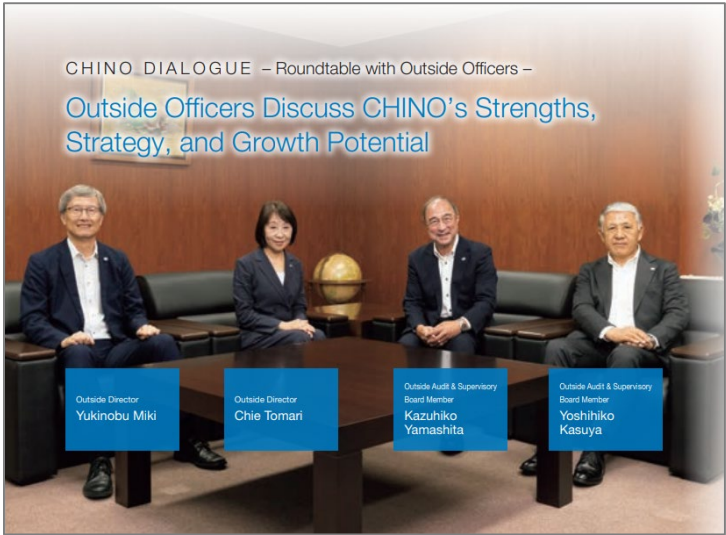 CHINO DIALOGUE – Roundtable with Outside Officers –
Outside Officers Discuss CHINO’s Strengths,
Strategy, and Growth Potential
Outside Director
Yukinobu Miki
Outside Director
Chie Tomari
Outside Audit & Supervisory
Board Member
Kazuhiko
Yamashita
Outside Audit & Supervisory
Board Member
Yoshihiko
Kasuya